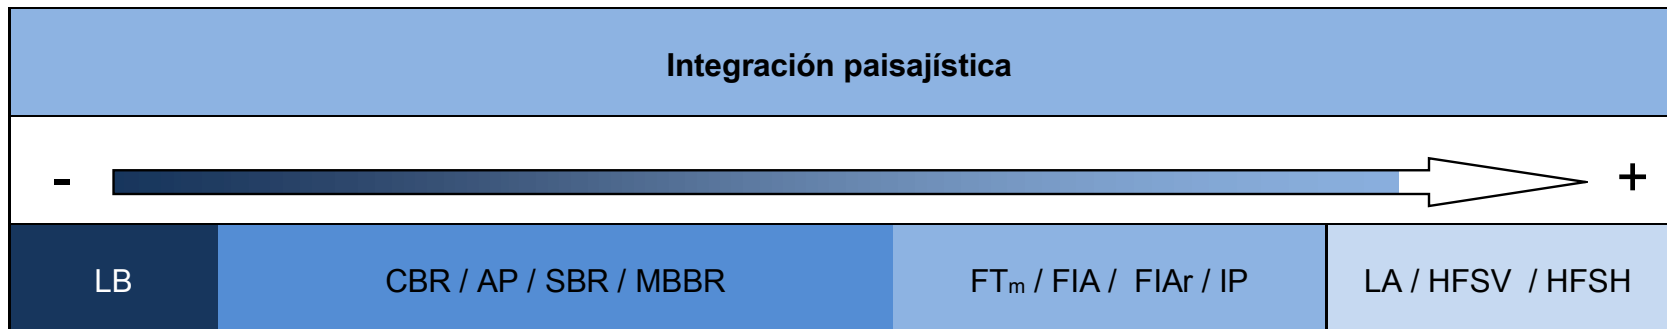 Integración paisajística
- +
LB CBR / AP / SBR / MBBR FTm / FIA / FIAr / IP LA / HFSV / HFSH